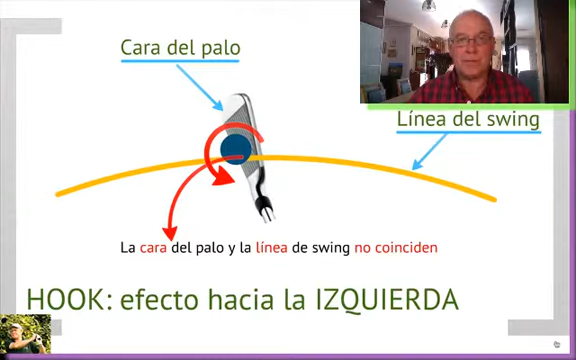 Cara del palo
Línea del swing
La cara del palo y la línea de swing no coinciden
HOOK: efecto hacia la IZQUIERDA